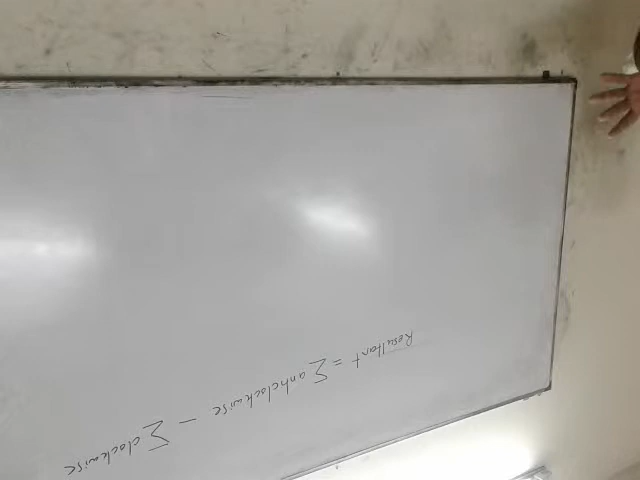 Resultant = Σ anticlockwise - Σ clockwise